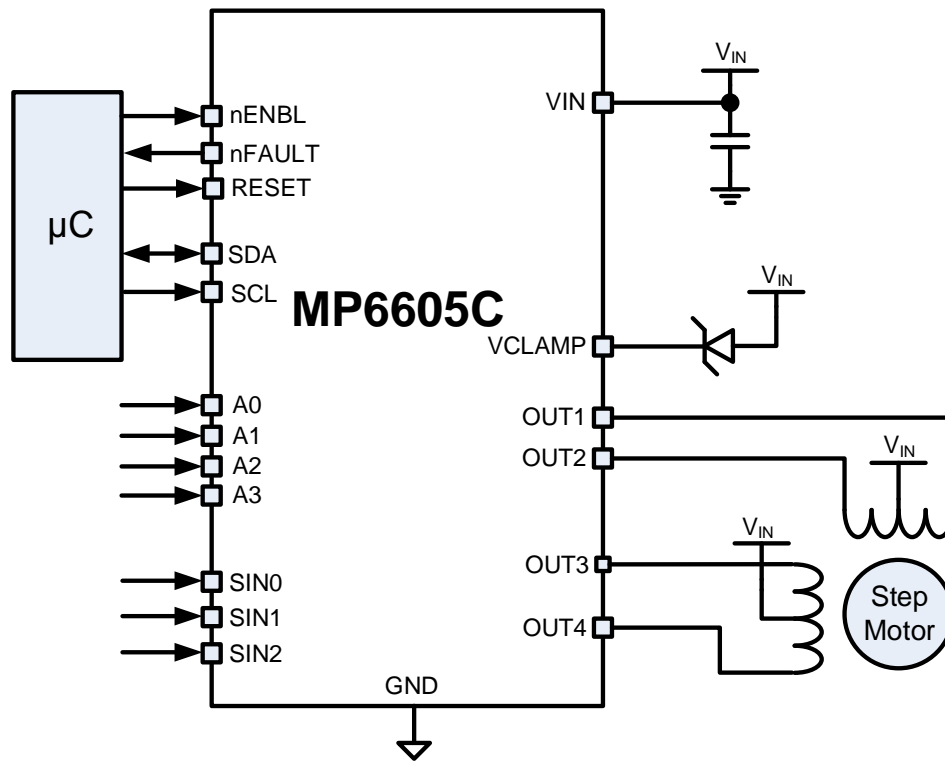 VIN
VIN
nENBL
nFAULT
RESET
µC
SDA
SCL
MP6605C
VIN
VCLAMP
A0
A1
A2
A3
OUT1
OUT2
VIN
VIN
OUT3
OUT4
Step
Motor
SIN0
SIN1
SIN2
GND